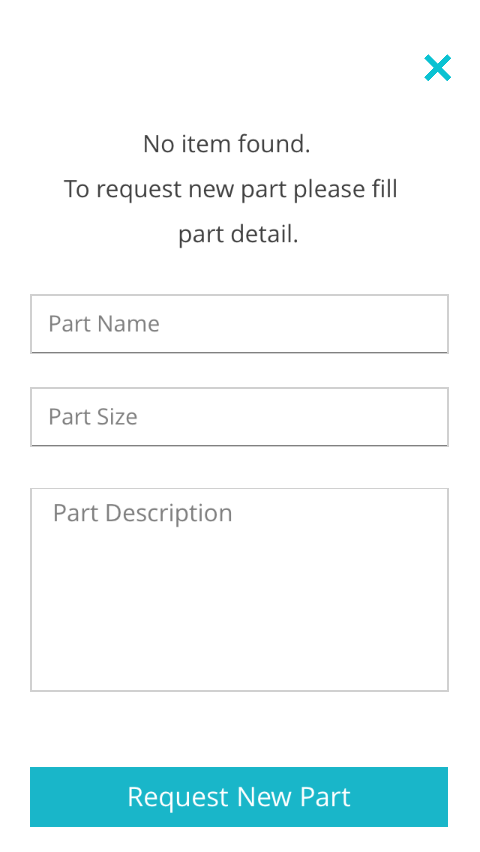 No item found.
To request new part please fill
part detail.
Part Name
Part Size
Part Description
Request New Part